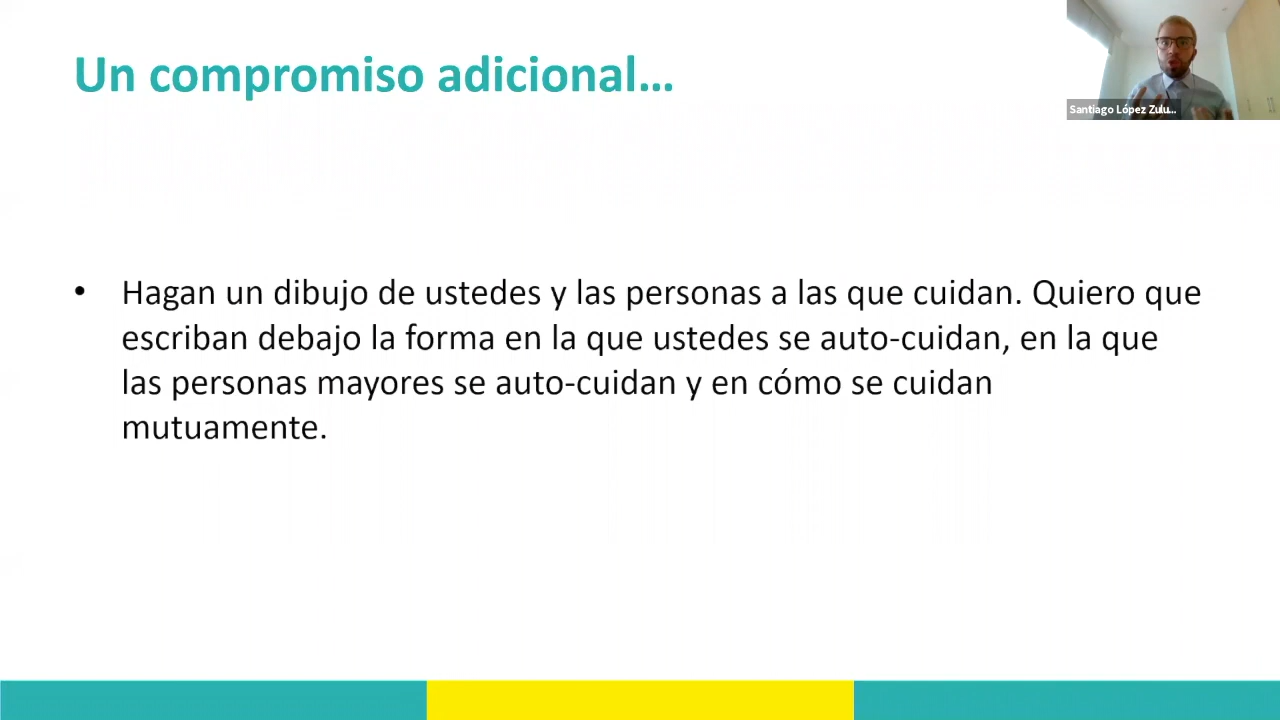 Un compromiso adicional...
Santiago López Zulu...
• Hagan un dibujo de ustedes y las personas a las que cuidan. Quiero que
escriban debajo la forma en la que ustedes se auto-cuidan, en la que
las personas mayores se auto-cuidan y en cómo se cuidan
mutuamente.